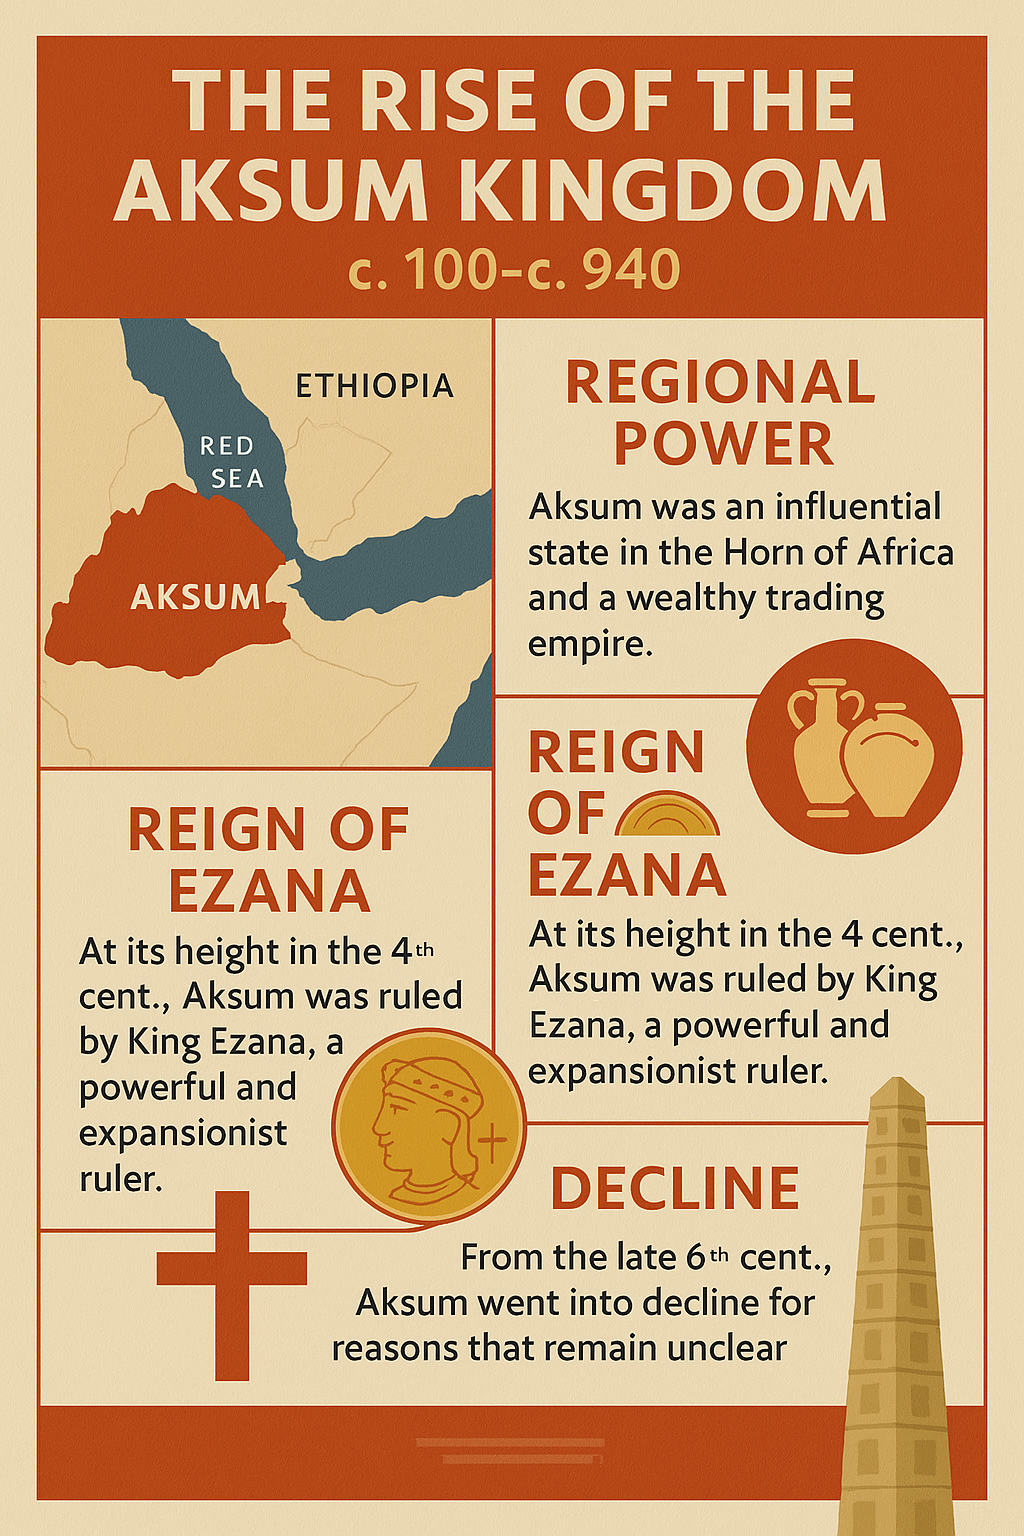 THE RISE OF THE
AKSUM KINGDOM
c. 100–c. 940
ETHIOPIA
RED
SEA
AKSUM
REGIONAL
POWER
Aksum was an influential
state in the Horn of Africa
and a wealthy trading
empire.
REIGN OF
EZANA
At its height in the 4th
cent., Aksum was ruled
by King Ezana, a
powerful and
expansionist
ruler.
REIGN
OF
EZANA
At its height in the 4 cent.,
Aksum was ruled by King
Ezana, a powerful and
expansionist ruler.
DECLINE
From the late 6th cent.,
Aksum went into decline for
reasons that remain unclear